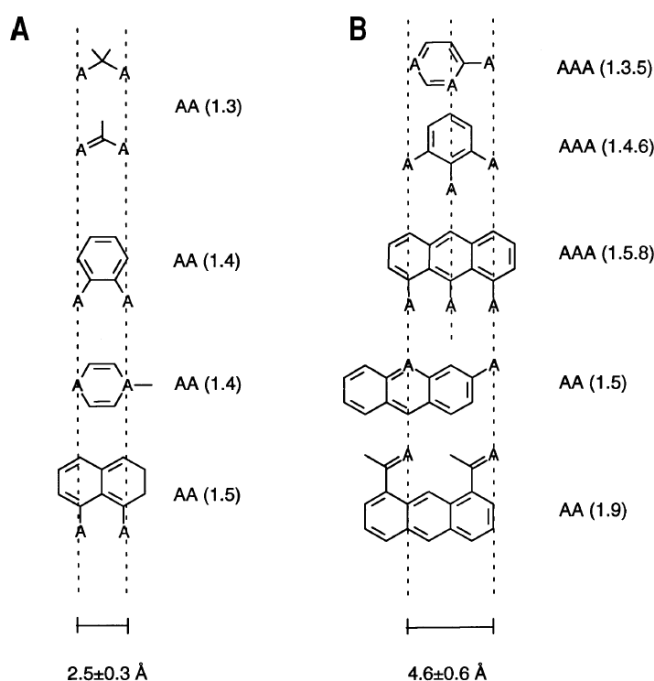 A
A A
AA (1.3)
A A
A
A
AA (1.4)
A
A
AA (1.4)
AA (1.5)
A A
2.5±0.3 Å
B
A
A
A
AAA (1.3.5)
AAA (1.4.6)
A
A
A
AAA (1.5.8)
A A A
A
A
AA (1.5)
A A
AA (1.9)
4.6±0.6 Å